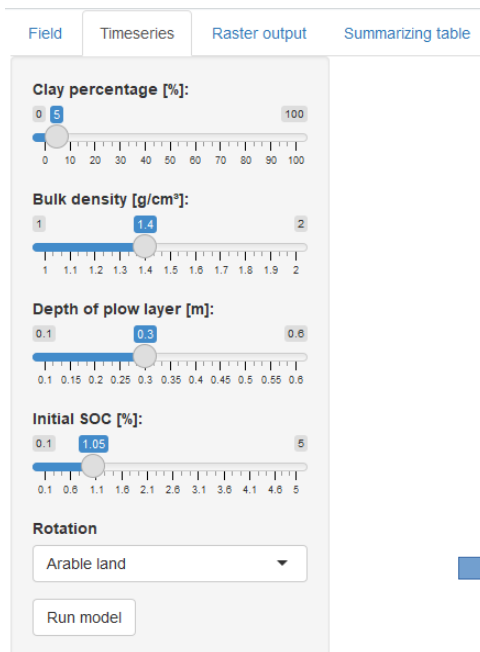 Field Timeseries Raster output Summarizing table
Clay percentage [%]:
0 5 100
0 10 20 30 40 50 60 70 80 90 100
Bulk density [g/cm³]:
1 1.4 2
1 1.1 1.2 1.3 1.4 1.5 1.6 1.7 1.8 1.9 2
Depth of plow layer [m]:
0.1 0.3 0.6
0.1 0.15 0.2 0.25 0.3 0.35 0.4 0.45 0.5 0.55 0.6
Initial SOC [%]:
0.1 1.05 5
0.1 0.6 1.1 1.6 2.1 2.6 3.1 3.6 4.1 4.6 5
Rotation
Arable land
Run model